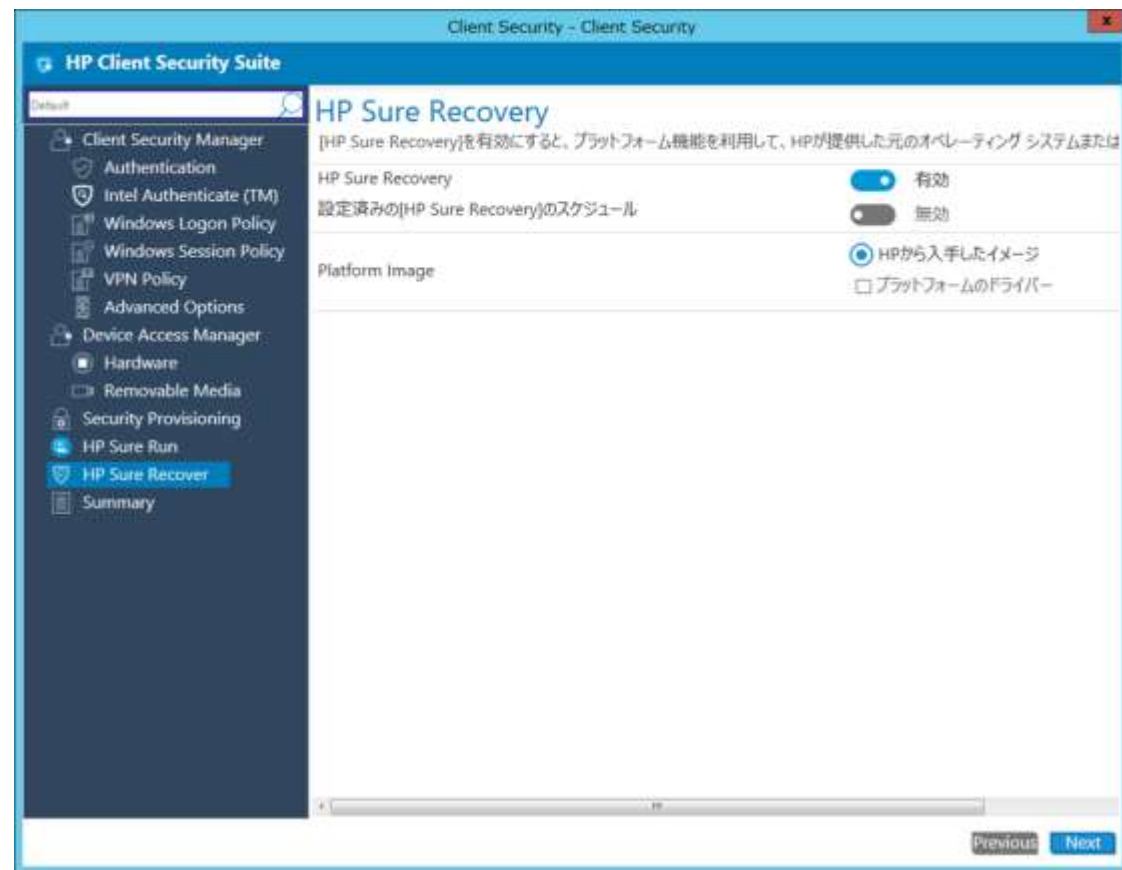 Client Security - Client Security
x
HP Client Security Suite
Default
Client Security Manager
Authentication
Intel Authenticate (TM)
Windows Logon Policy
Windows Session Policy
VPN Policy
Advanced Options
Device Access Manager
Hardware
Removable Media
Security Provisioning
HP Sure Run
HP Sure Recover
Summary
HP Sure Recovery
[HP Sure Recovery]を有効にすると、プラットフォーム機能を利用して、HPが提供した元のオペレーティング システムまたは
HP Sure Recovery 有効
設定済みの[HP Sure Recovery]のスケジュール 無効
Platform Image
HPから入手したイメージ
プラットフォームのドライバー
Previous Next